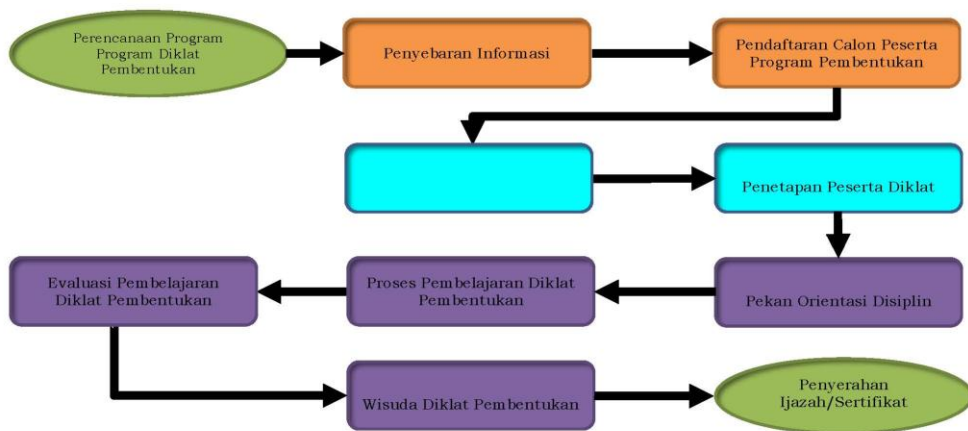 Perencanaan Program
Program Diklat
Pembentukan
Penyebaran Informasi
Pendaftaran Calon Peserta
Program Pembentukan
Penetapan Peserta Diklat
Evaluasi Pembelajaran
Diklat Pembentukan
Proses Pembelajaran Diklat
Pembentukan
Pekan Orientasi Disiplin
Wisuda Diklat Pembentukan
Penyerahan
Ijazah/Sertifikat